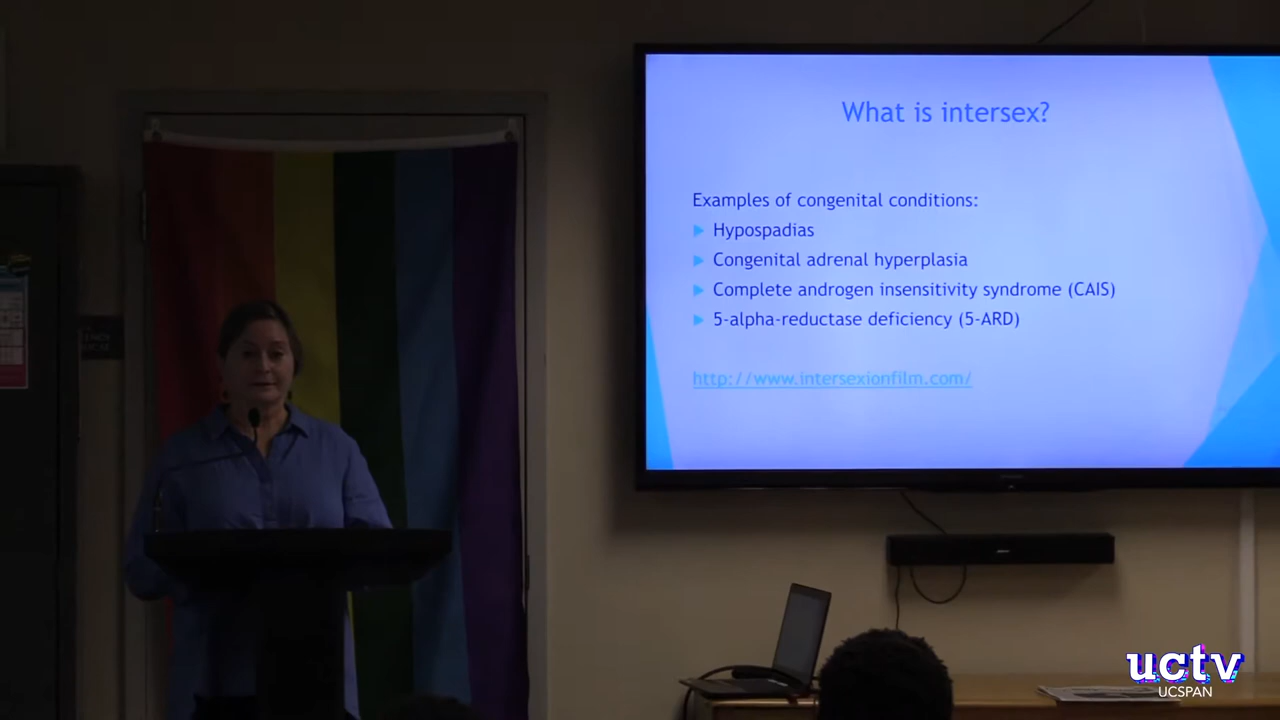 What is intersex?
Examples of congenital conditions:
Hypospadias
Congenital adrenal hyperplasia
Complete androgen insensitivity syndrome (CAIS)
5-alpha-reductase deficiency (5-ARD)
http://www.intersexionfilm.com/
uctv
UCSPAN